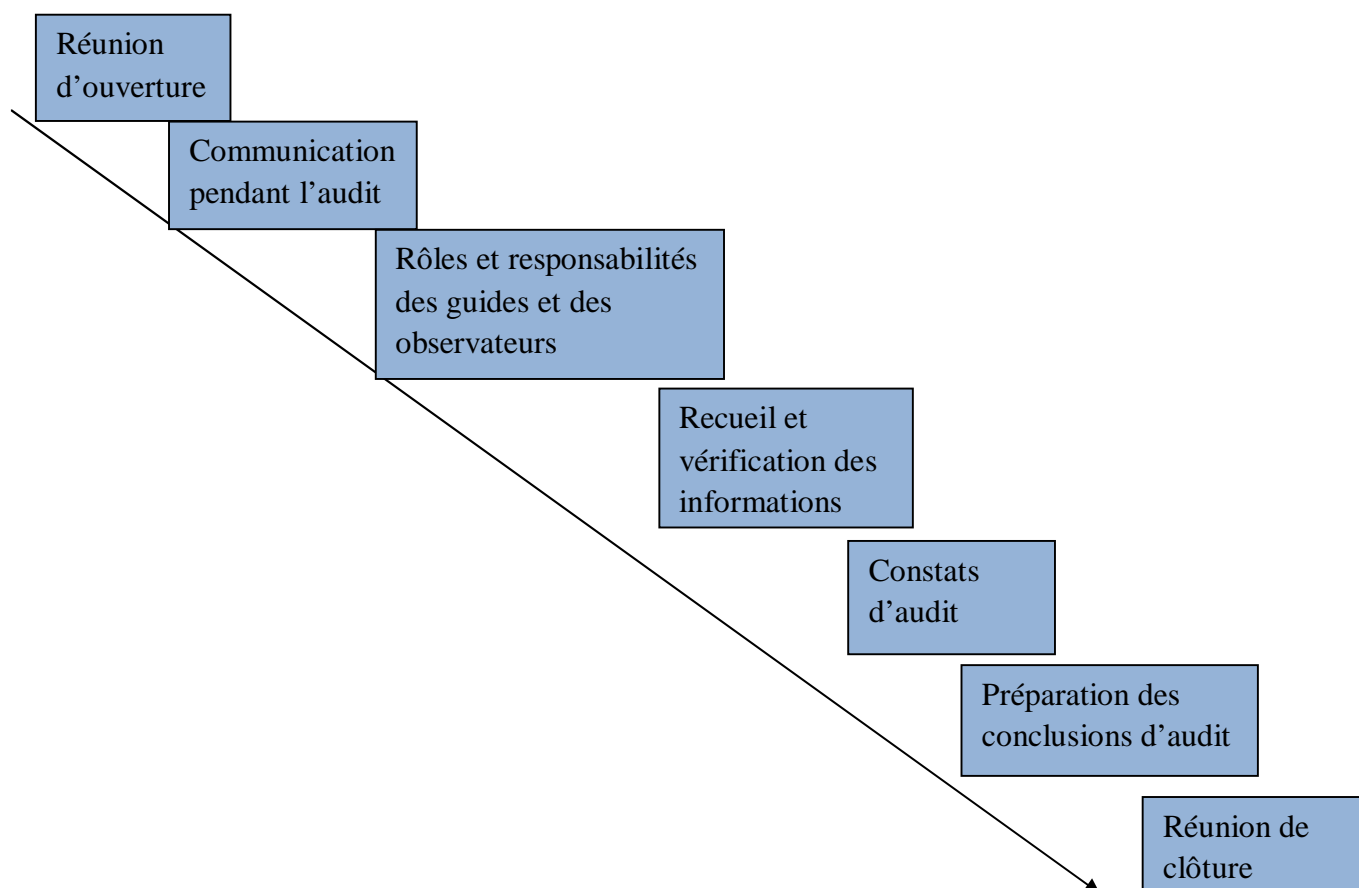 Réunion
d’ouverture
Communication
pendant l’audit
Rôles et responsabilités
des guides et des
observateurs
Recueil et
vérification des
informations
Constats
d’audit
Préparation des
conclusions d’audit
Réunion de
clôture